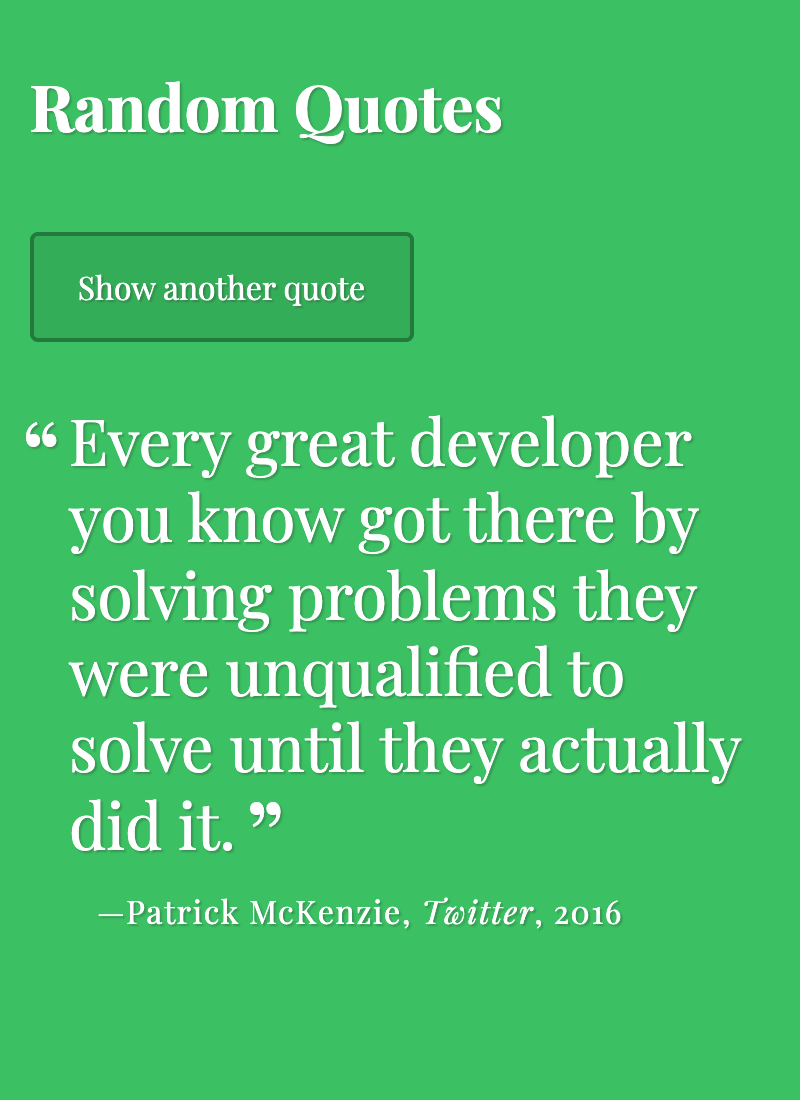 Random Quotes
Show another quote
“Every great developer
you know got there by
solving problems they
were unqualified to
solve until they actually
did it.”
—Patrick McKenzie, Twitter, 2016